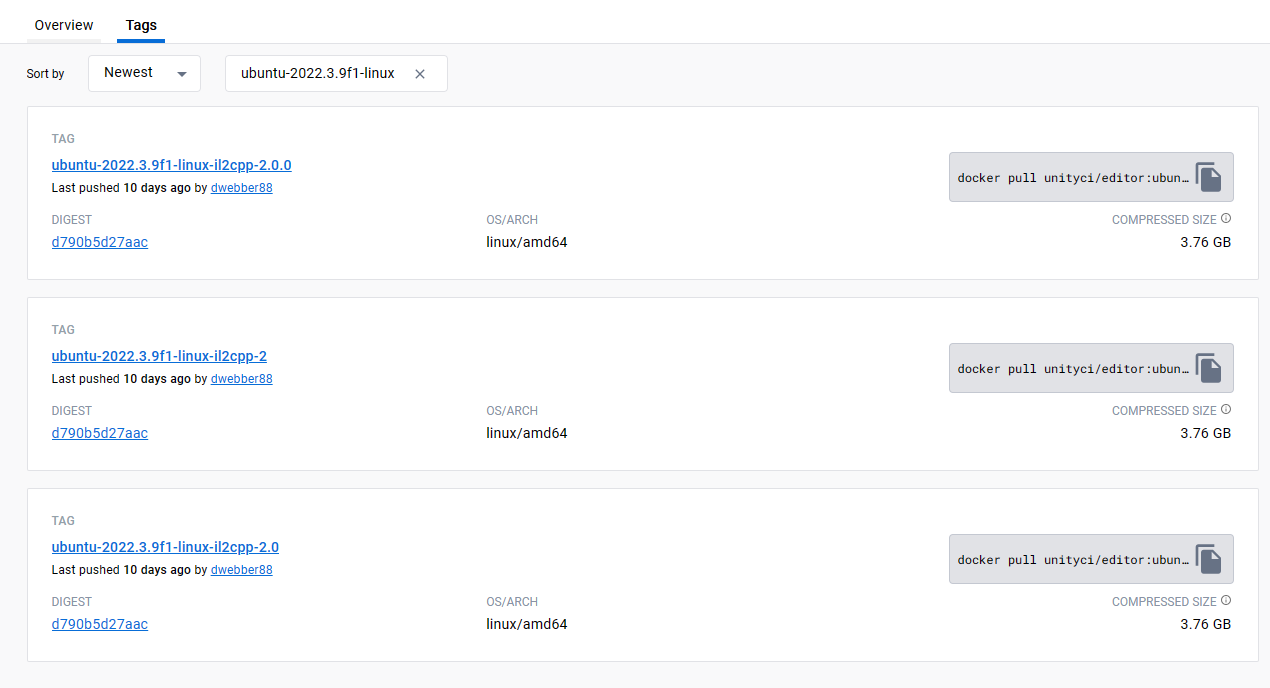 Overview Tags
Sort by Newest ubuntu-2022.3.9f1-linux
TAG
ubuntu-2022.3.9f1-linux-il2cpp-2.0.0
Last pushed 10 days ago by dwebber88
docker pull unityci/editor:ubun…
DIGEST OS/ARCH COMPRESSED SIZE
d790b5d27aac linux/amd64 3.76 GB
TAG
ubuntu-2022.3.9f1-linux-il2cpp-2
Last pushed 10 days ago by dwebber88
docker pull unityci/editor:ubun…
DIGEST OS/ARCH COMPRESSED SIZE
d790b5d27aac linux/amd64 3.76 GB
TAG
ubuntu-2022.3.9f1-linux-il2cpp-2.0
Last pushed 10 days ago by dwebber88
docker pull unityci/editor:ubun…
DIGEST OS/ARCH COMPRESSED SIZE
d790b5d27aac linux/amd64 3.76 GB